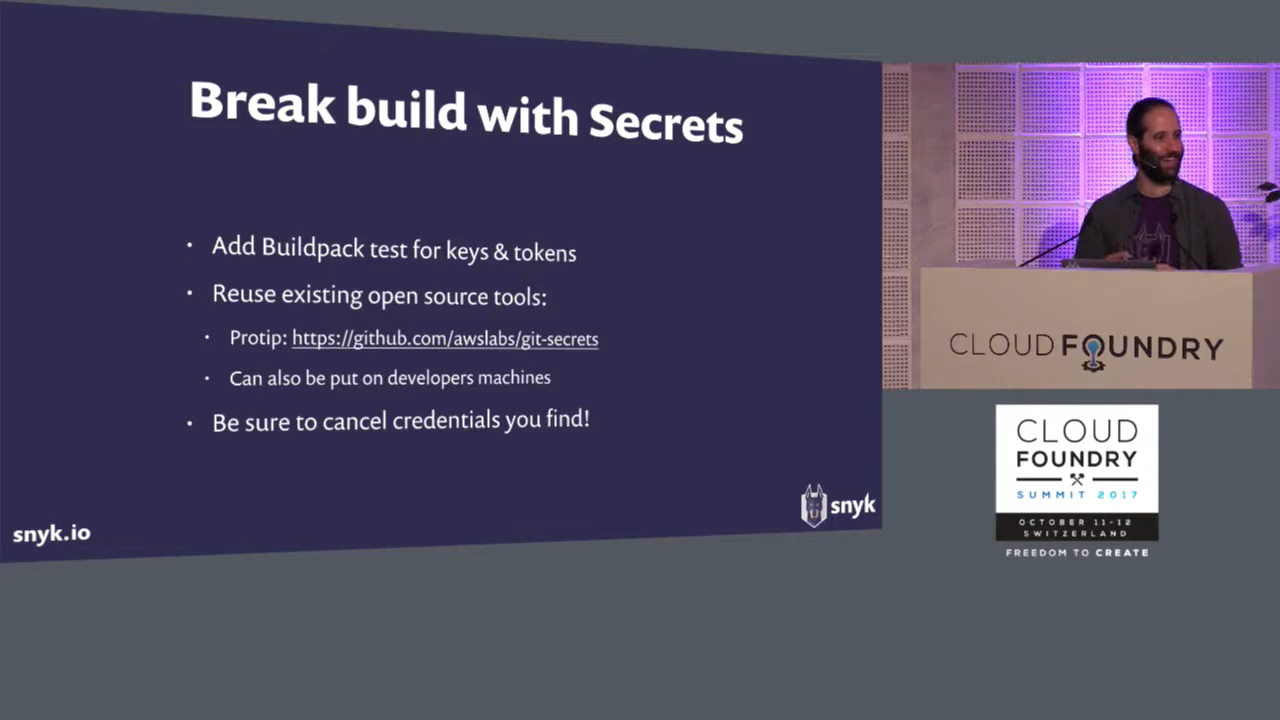 Break build with Secrets
• Add Buildpack test for keys & tokens
• Reuse existing open source tools:
• Protip: https://github.com/awslabs/git-secrets
• Can also be put on developers machines
• Be sure to cancel credentials you find!
snyk
snyk.io
CLOUD FOUNDRY
CLOUD
FOUNDRY
SUMMIT 2017
OCTOBER 11-12
SWITZERLAND
FREEDOM TO CREATE